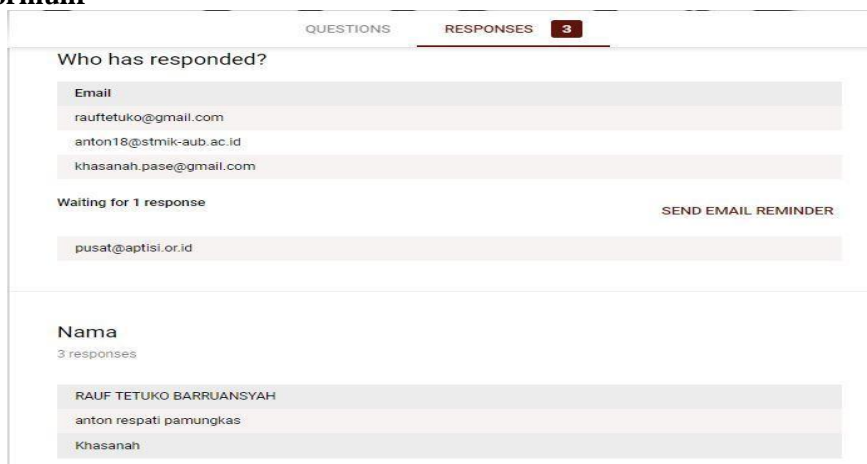 QUESTIONS RESPONSES 3
Who has responded?
Email
rauftetuko@gmail.com
anton18@stmik-aub.ac.id
khasanah.pase@gmail.com
Waiting for 1 response
SEND EMAIL REMINDER
pusat@aptisi.or.id
Nama
3 responses
RAUF TETUKO BARRUANSYAH
anton respati pamungkas
Khasanah